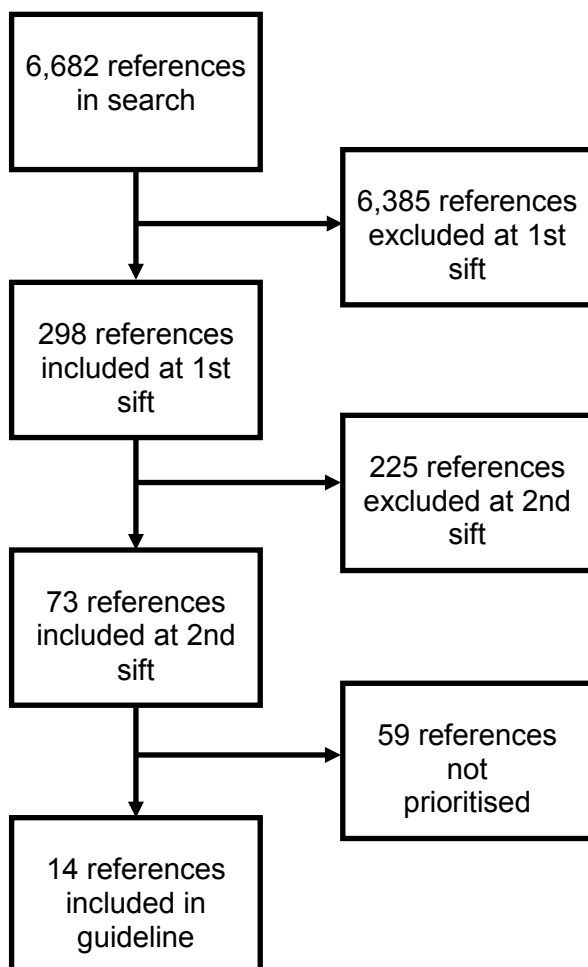 6,682 references
in search
6,385 references
excluded at 1st
sift
298 references
included at 1st
sift
225 references
excluded at 2nd
sift
73 references
included at 2nd
sift
59 references
not
prioritised
14 references
included in
guideline